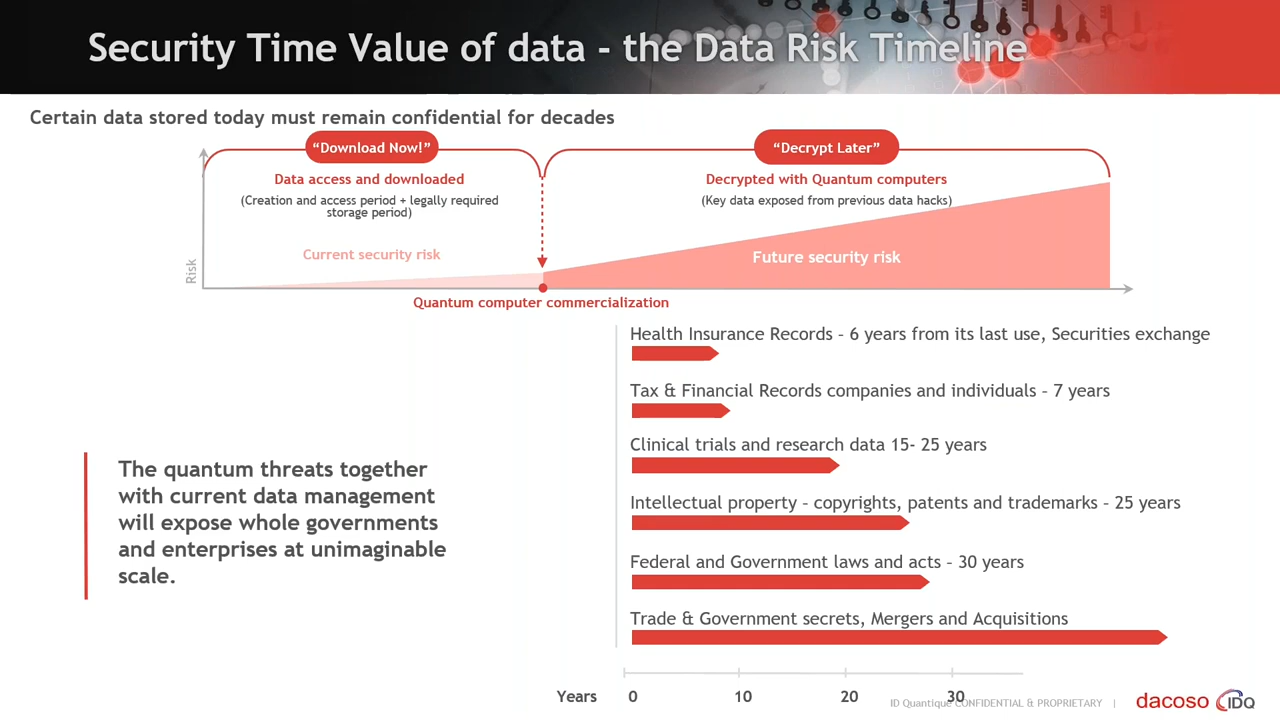 Security Time Value of data - the Data Risk Timeline
Certain data stored today must remain confidential for decades
“Download Now!”
“Decrypt Later”
Data access and downloaded
(Creation and access period + legally required
storage period)
Decrypted with Quantum computers
(Key data exposed from previous data hacks)
Current security risk
Future security risk
Risk
Quantum computer commercialization
Health Insurance Records – 6 years from its last use, Securities exchange
Tax & Financial Records companies and individuals – 7 years
Clinical trials and research data 15- 25 years
Intellectual property – copyrights, patents and trademarks – 25 years
Federal and Government laws and acts – 30 years
Trade & Government secrets, Mergers and Acquisitions
The quantum threats together
with current data management
will expose whole governments
and enterprises at unimaginable
scale.
Years 0 10 20 30
ID Quantique CONFIDENTIAL & PROPRIETARY |
dacoso IDQ